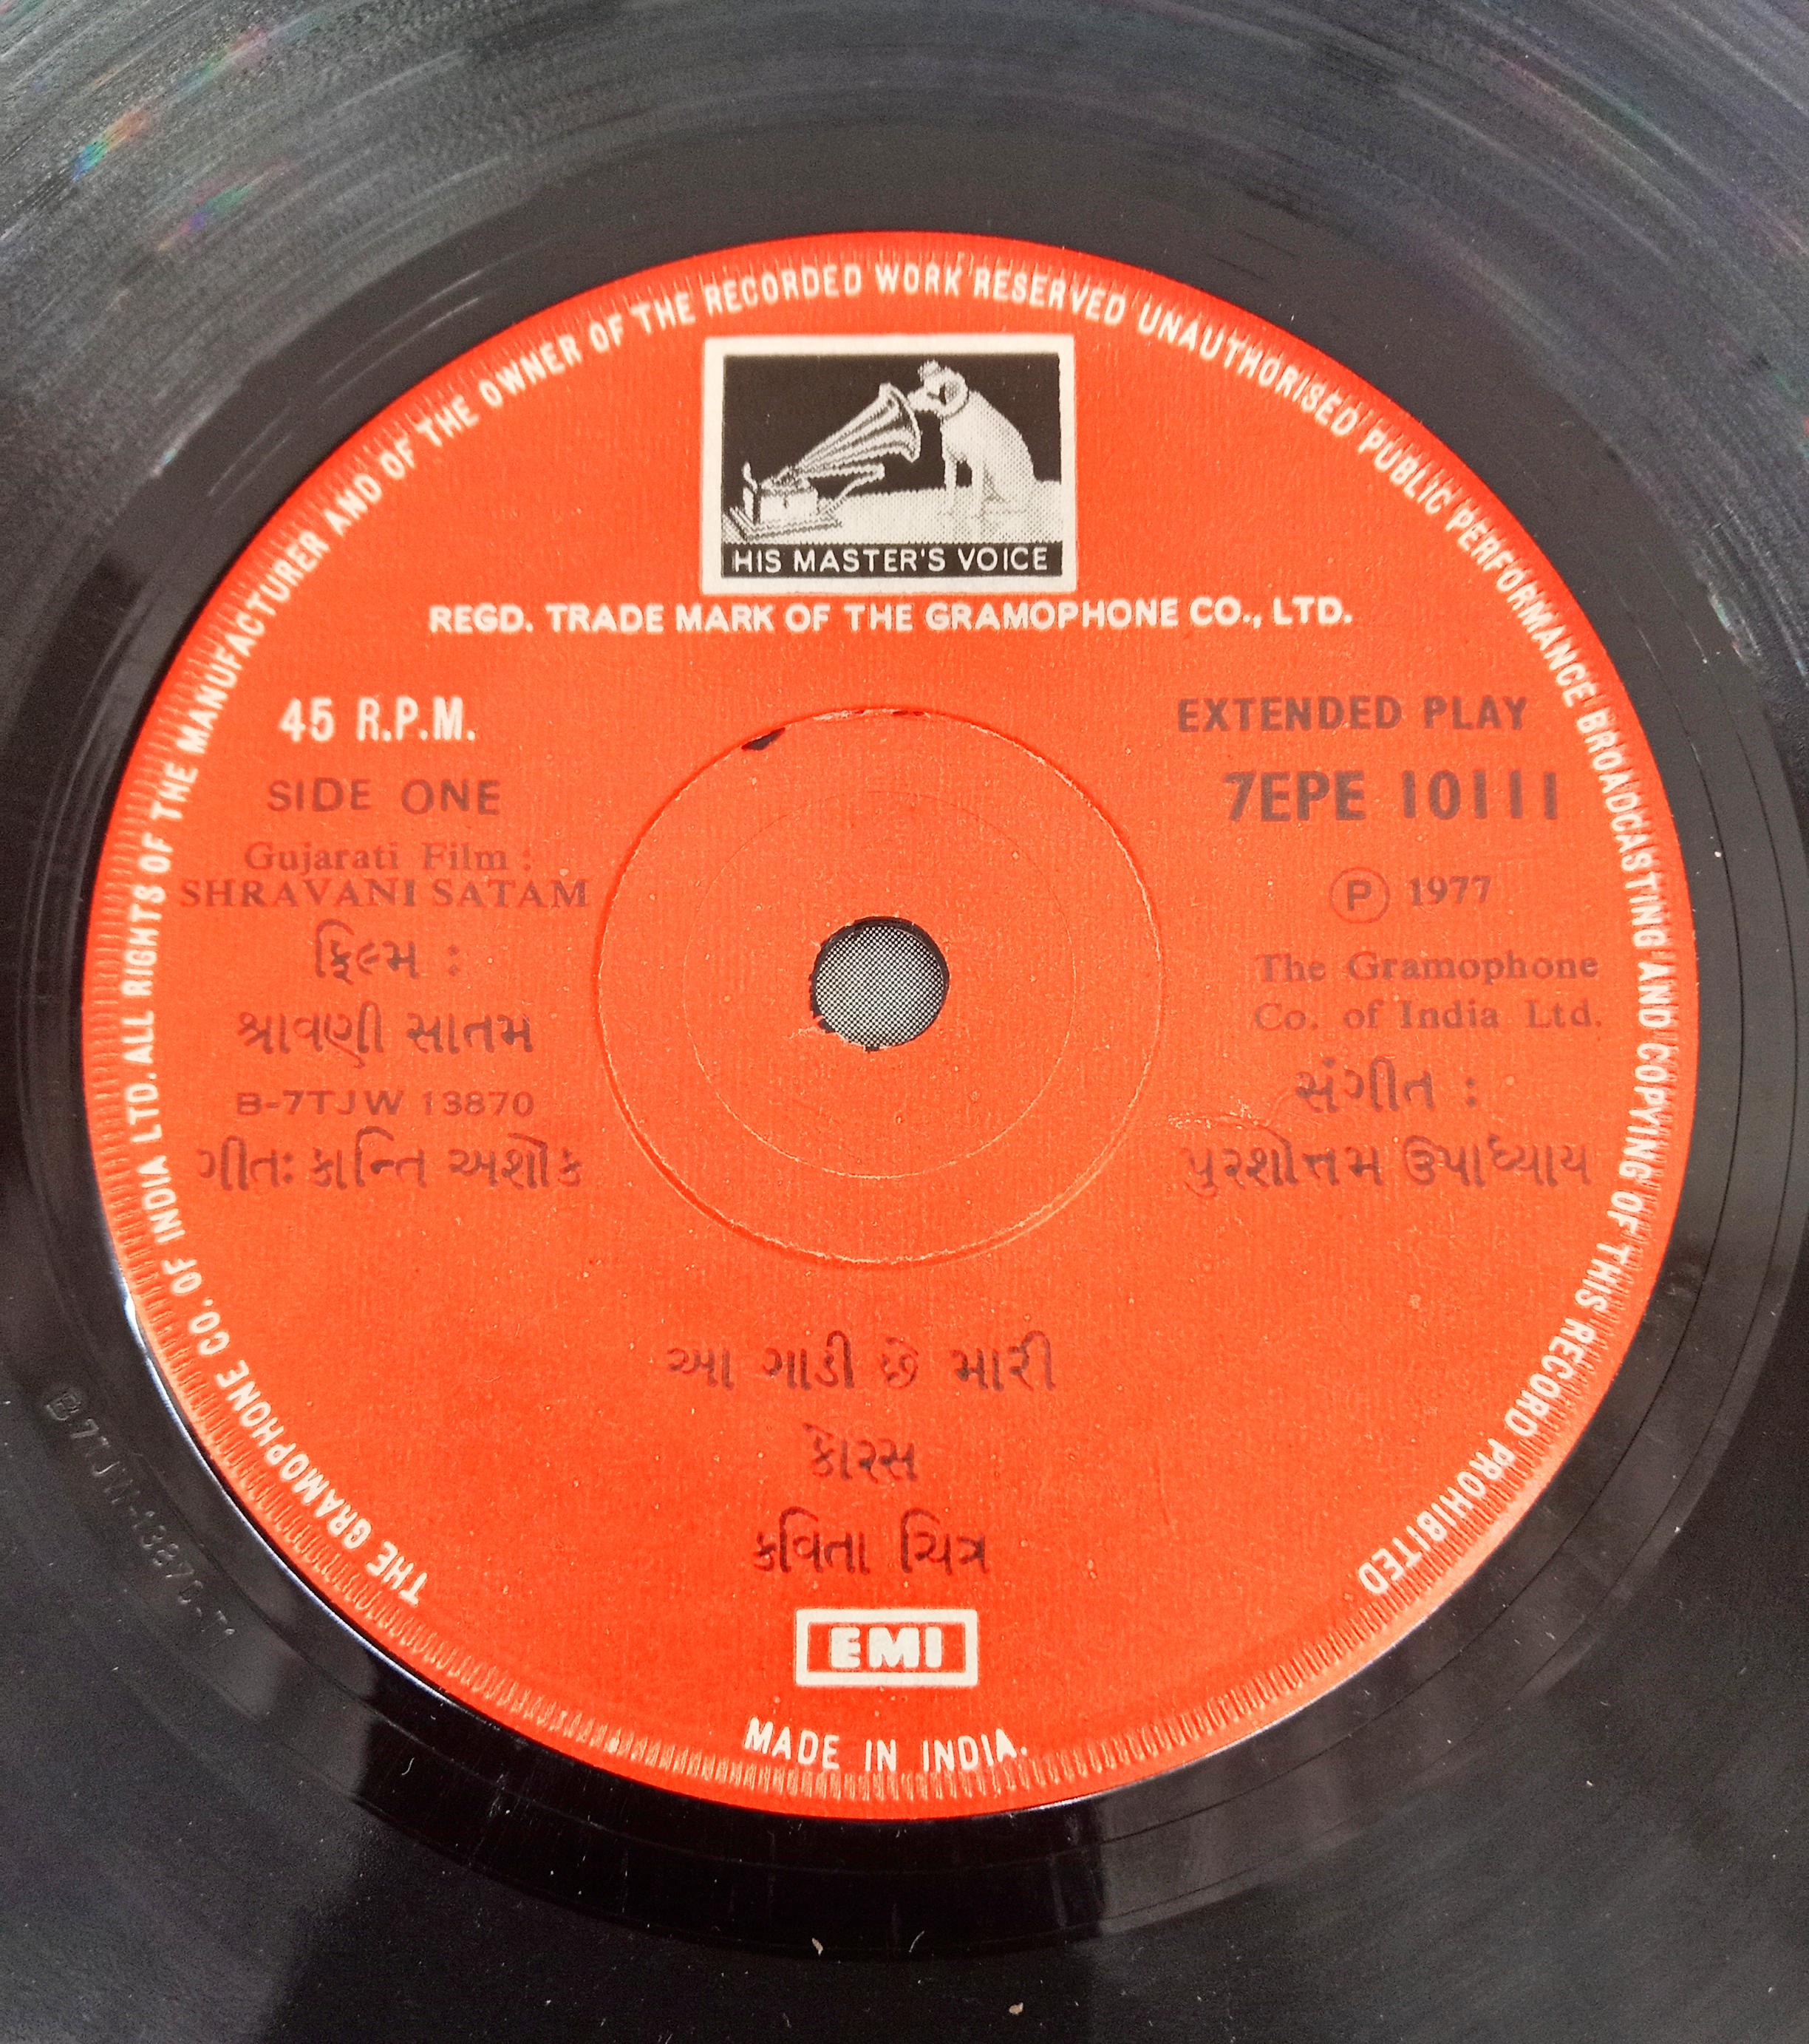 THE GRAMOPHONE CO. OF INDIA LTD. ALL RIGHTS OF THE MANUFACTURER AND OF THE OWNER OF THE RECORDED WORK RESERVED UNAUTHORISED PUBLIC PERFORMANCE BROADCASTING AND COPYING OF THIS RECORD PROHIBITED
HIS MASTER'S VOICE
REGD. TRADE MARK OF THE GRAMOPHONE CO., LTD.
45 R.P.M.
SIDE ONE
Gujarati Film :
SHRAVANI SATAM
ફિલ્મ :
શ્રાવણી સાતમ
B-7TJW 13870
ગીતઃ કાન્તિ અશોક
EXTENDED PLAY
7EPE 10111
Ⓟ 1977
The Gramophone
Co. of India Ltd.
સંગીત :
પુરશોત્તમ ઉપાધ્યાય
આ ગાડી છે મારી
કોરસ
કવિતા ચિત્ર
EMI
MADE IN INDIA.